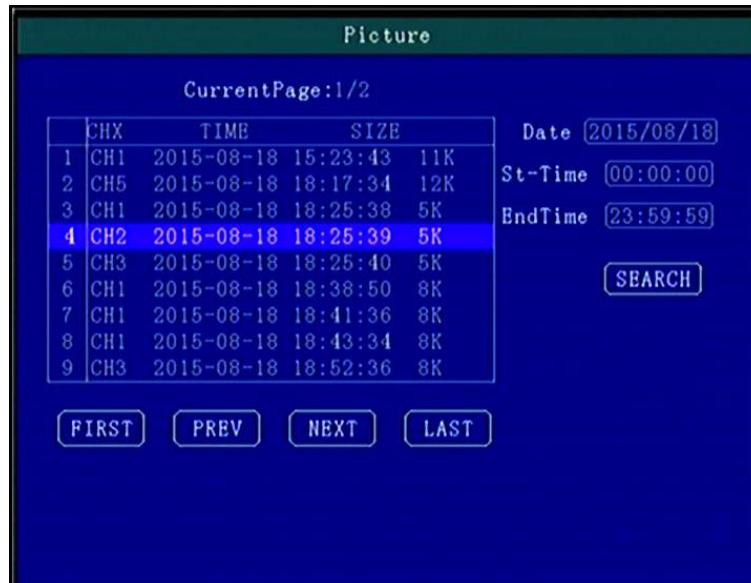 Picture
CurrentPage:1/2
CHX TIME SIZE
1 CH1 2015-08-18 15:23:43 11K
2 CH5 2015-08-18 18:17:34 12K
3 CH1 2015-08-18 18:25:38 5K
4 CH2 2015-08-18 18:25:39 5K
5 CH3 2015-08-18 18:25:40 5K
6 CH1 2015-08-18 18:38:50 8K
7 CH1 2015-08-18 18:41:36 8K
8 CH1 2015-08-18 18:43:34 8K
9 CH3 2015-08-18 18:52:36 8K
FIRST PREV NEXT LAST
Date 2015/08/18
St-Time 00:00:00
EndTime 23:59:59
SEARCH